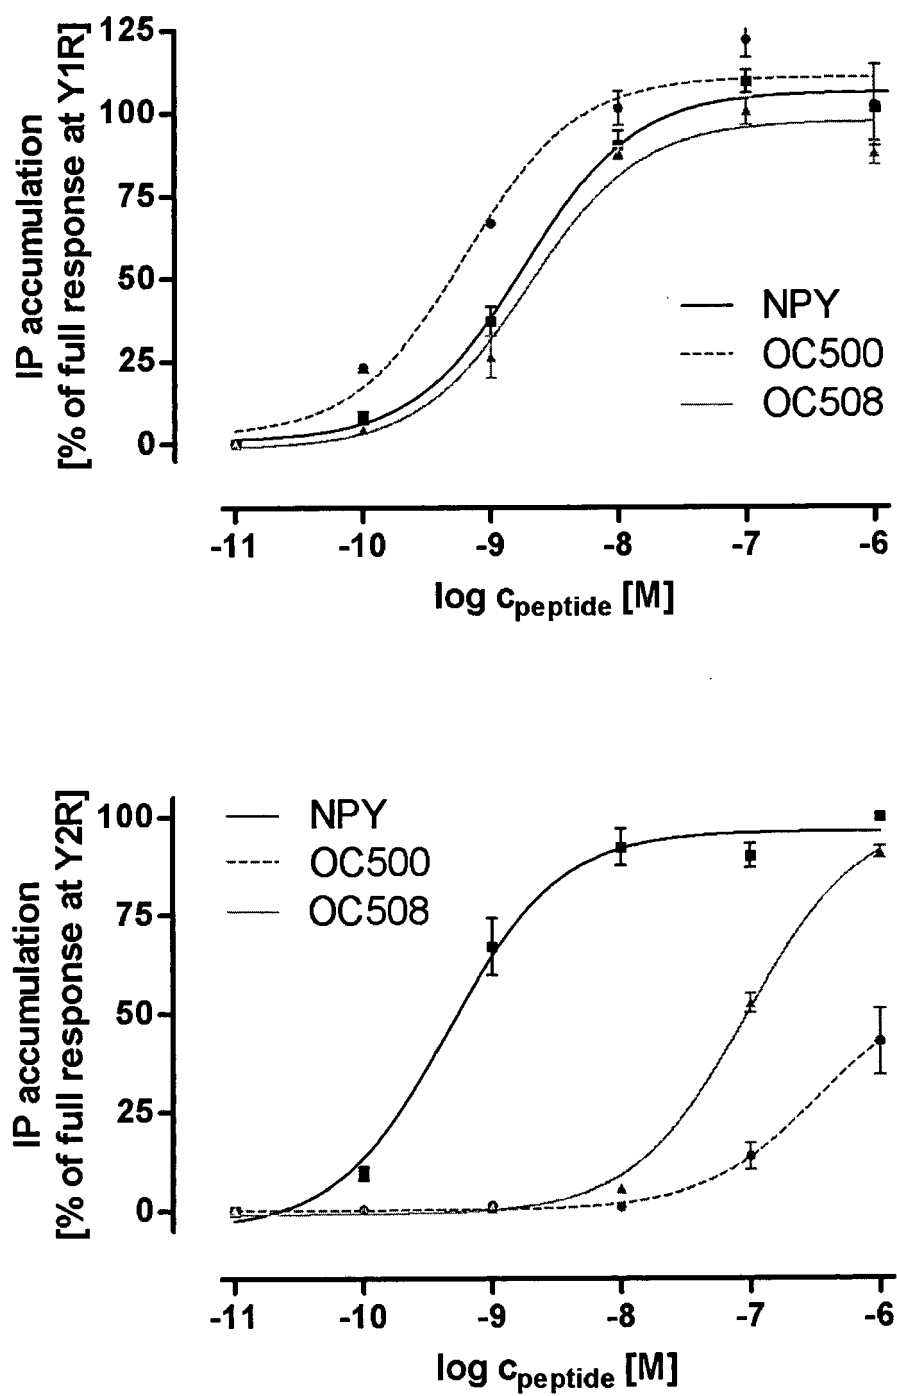 IP accumulation
[% of full response at Y1R]
125
100
75
50
25
0
NPY
OC500
OC508
-11 -10 -9 -8 -7 -6
log cpeptide [M]
IP accumulation
[% of full response at Y2R]
100
75
50
25
0
NPY
OC500
OC508
-11 -10 -9 -8 -7 -6
log cpeptide [M]